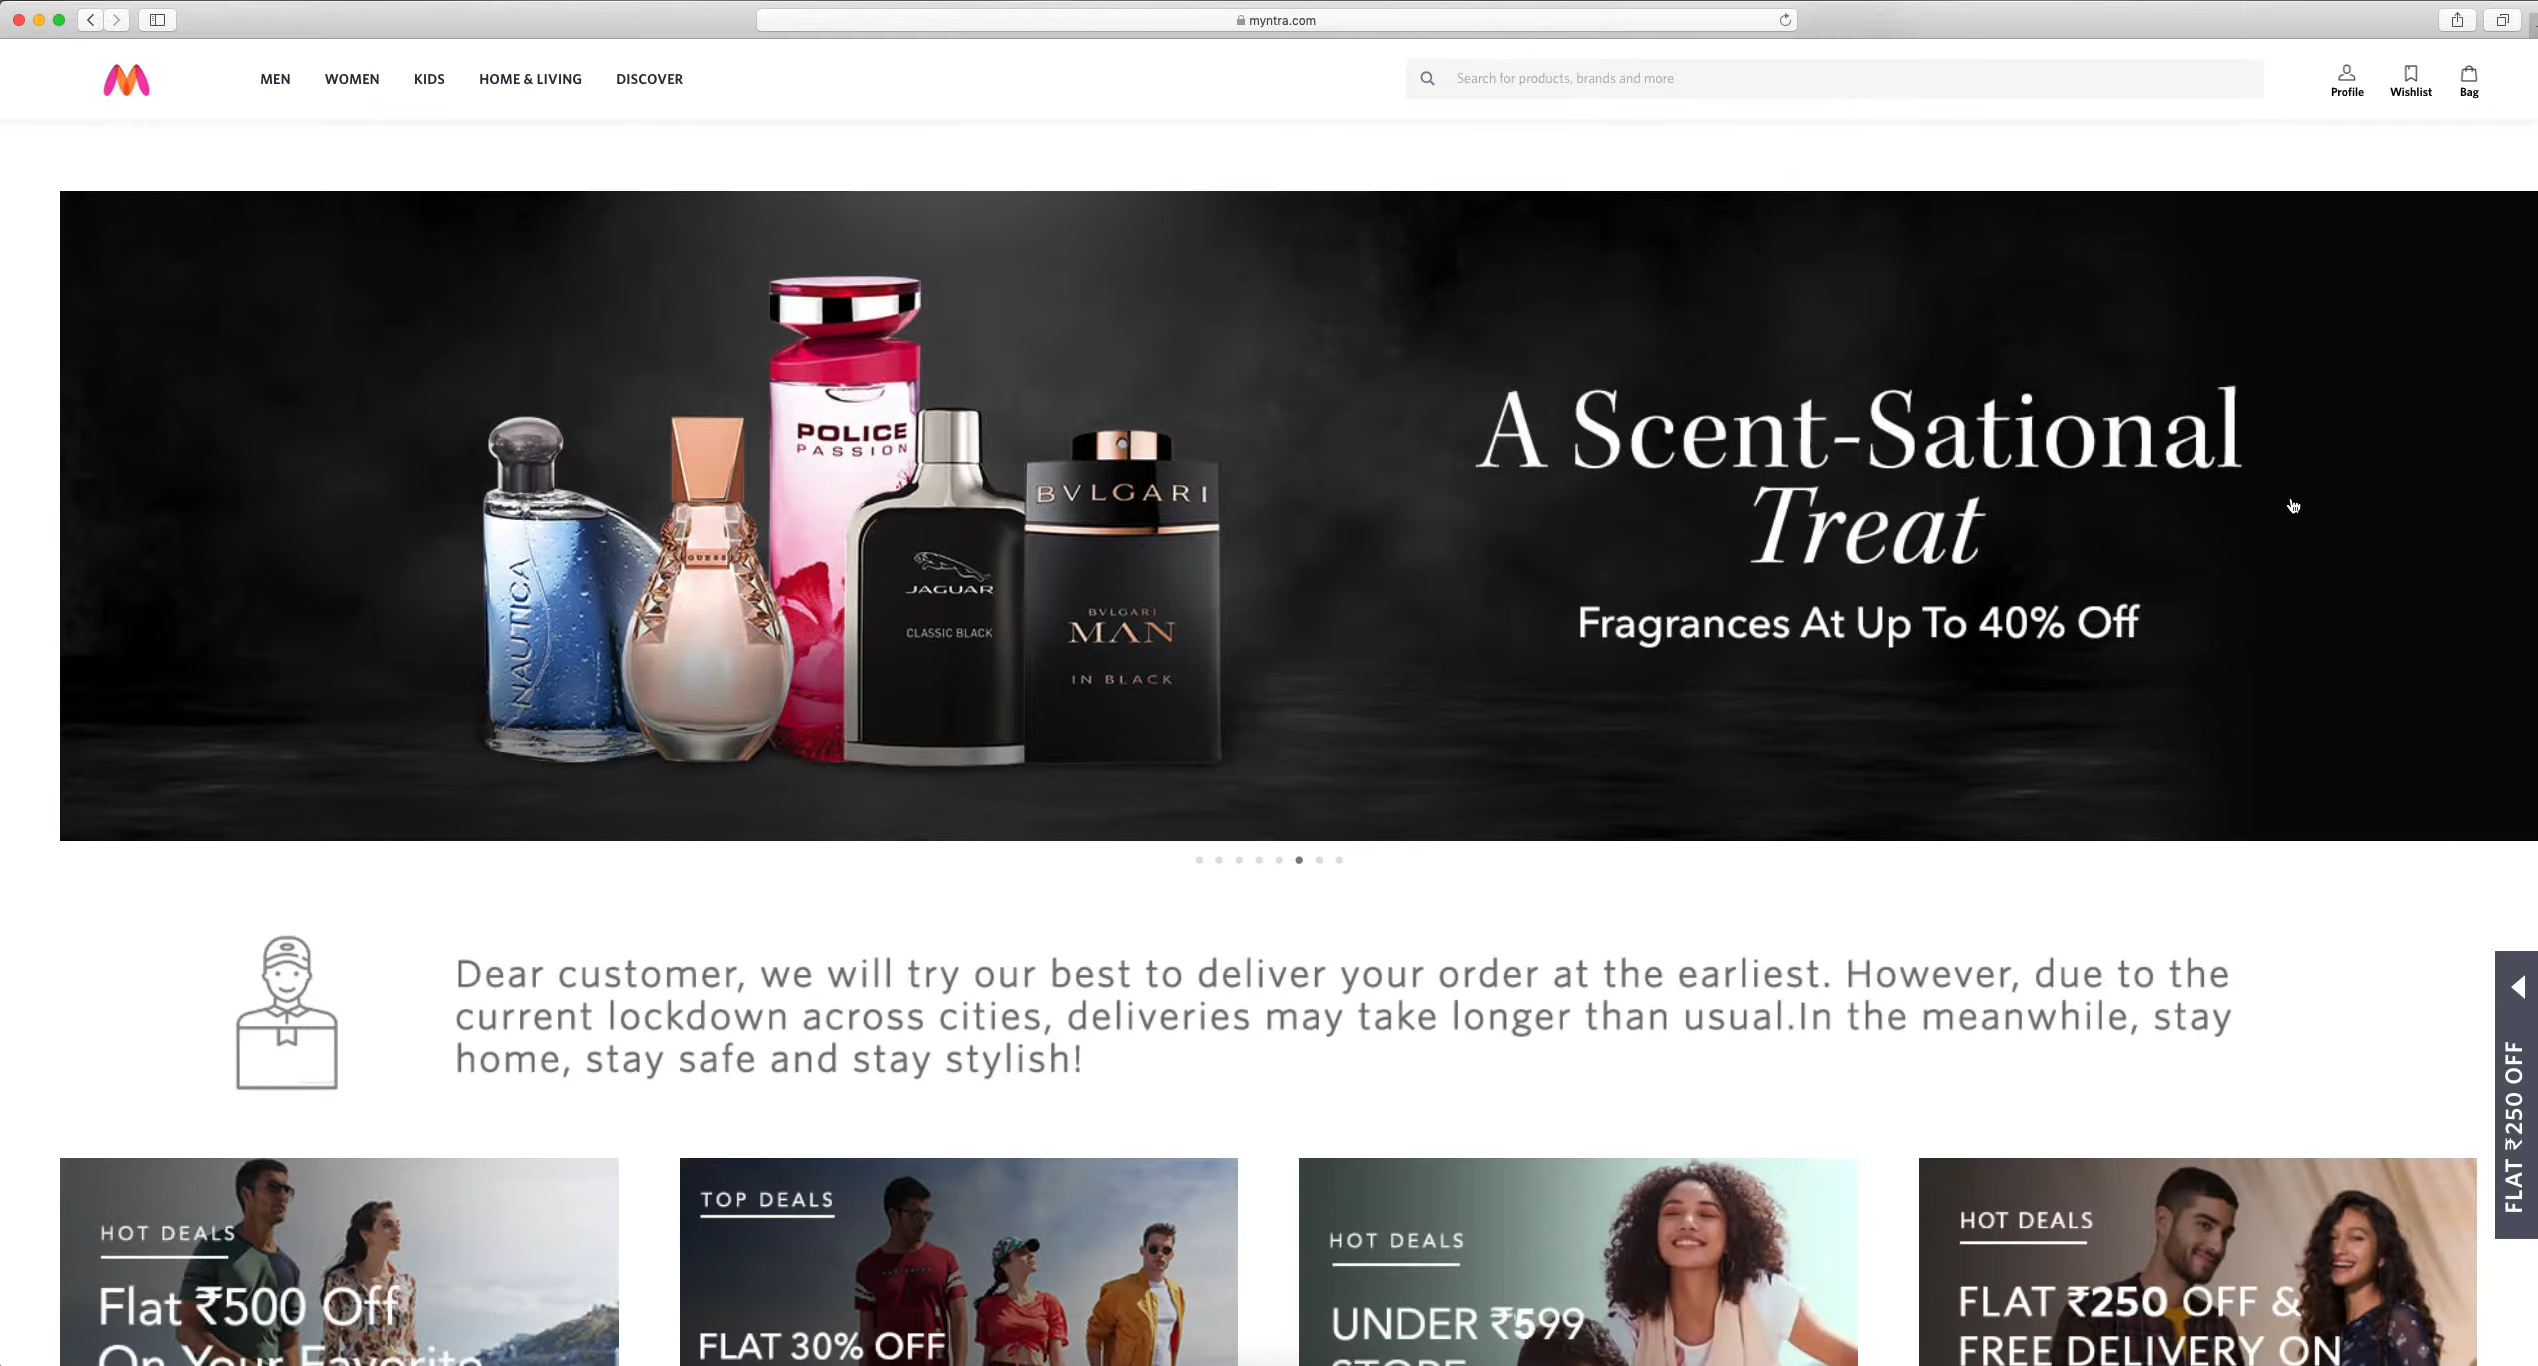 myntra.com
MEN WOMEN KIDS HOME & LIVING DISCOVER
Search for products, brands and more
Profile Wishlist Bag
POLICE
PASSION
NAUTICA
GUESS
JAGUAR
CLASSIC BLACK
BVLGARI
BVLGARI
MAN
IN BLACK
A Scent-Sational
Treat
Fragrances At Up To 40% Off
Dear customer, we will try our best to deliver your order at the earliest. However, due to the
current lockdown across cities, deliveries may take longer than usual.In the meanwhile, stay
home, stay safe and stay stylish!
FLAT ₹250 OFF
HOT DEALS
Flat ₹500 Off
On Your Favorite
TOP DEALS
FLAT 30% OFF
HOT DEALS
UNDER ₹599
STORE
HOT DEALS
FLAT ₹250 OFF &
FREE DELIVERY ON